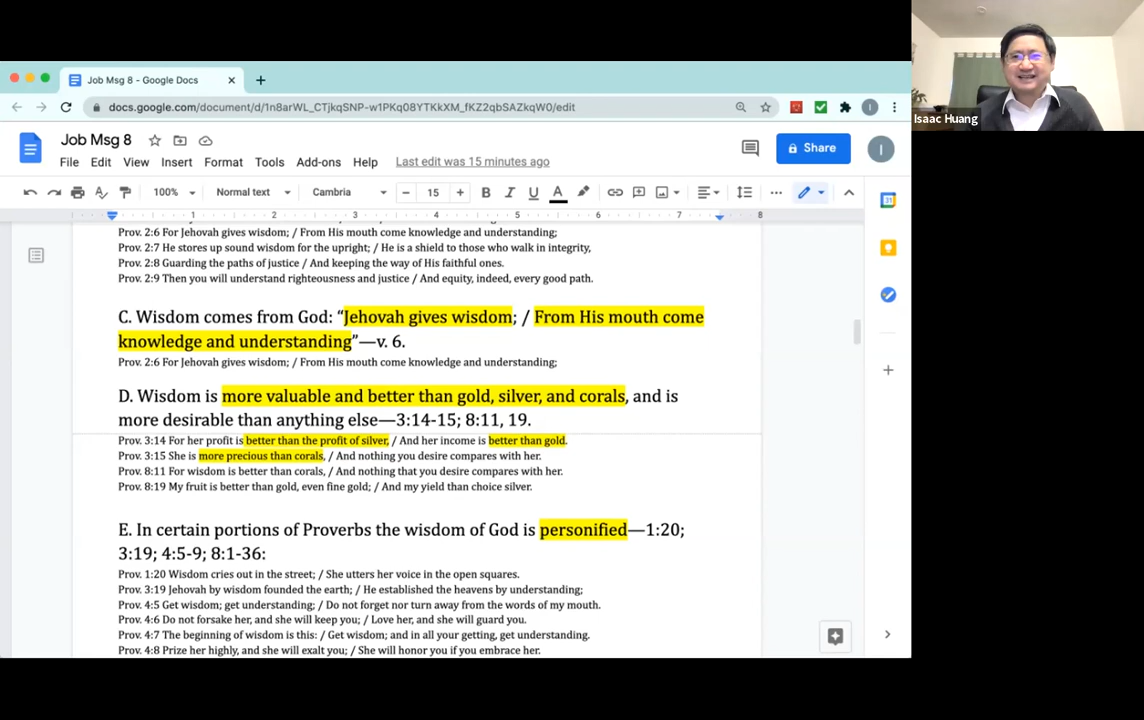 Job Msg 8 - Google Docs
docs.google.com/document/d/1n8arWL_CTjkqSNP-w1PKq08YTKkXM_fKZ2qbSAZkqW0/edit
Isaac Huang
Job Msg 8
File Edit View Insert Format Tools Add-ons Help Last edit was 15 minutes ago
Share
I
100% Normal text Cambria - 15 + B I U A
1 2 3 4 5 6 7 8
Prov. 2:6 For Jehovah gives wisdom; / From His mouth come knowledge and understanding;
Prov. 2:7 He stores up sound wisdom for the upright; / He is a shield to those who walk in integrity,
Prov. 2:8 Guarding the paths of justice / And keeping the way of His faithful ones.
Prov. 2:9 Then you will understand righteousness and justice / And equity, indeed, every good path.
C. Wisdom comes from God: “Jehovah gives wisdom; / From His mouth come
knowledge and understanding”—v. 6.
Prov. 2:6 For Jehovah gives wisdom; / From His mouth come knowledge and understanding;
D. Wisdom is more valuable and better than gold, silver, and corals, and is
more desirable than anything else—3:14-15; 8:11, 19.
Prov. 3:14 For her profit is better than the profit of silver, / And her income is better than gold.
Prov. 3:15 She is more precious than corals, / And nothing you desire compares with her.
Prov. 8:11 For wisdom is better than corals, / And nothing that you desire compares with her.
Prov. 8:19 My fruit is better than gold, even fine gold; / And my yield than choice silver.
E. In certain portions of Proverbs the wisdom of God is personified—1:20;
3:19; 4:5-9; 8:1-36:
Prov. 1:20 Wisdom cries out in the street; / She utters her voice in the open squares.
Prov. 3:19 Jehovah by wisdom founded the earth; / He established the heavens by understanding;
Prov. 4:5 Get wisdom; get understanding; / Do not forget nor turn away from the words of my mouth.
Prov. 4:6 Do not forsake her, and she will keep you; / Love her, and she will guard you.
Prov. 4:7 The beginning of wisdom is this: / Get wisdom; and in all your getting, get understanding.
Prov. 4:8 Prize her highly, and she will exalt you; / She will honor you if you embrace her.